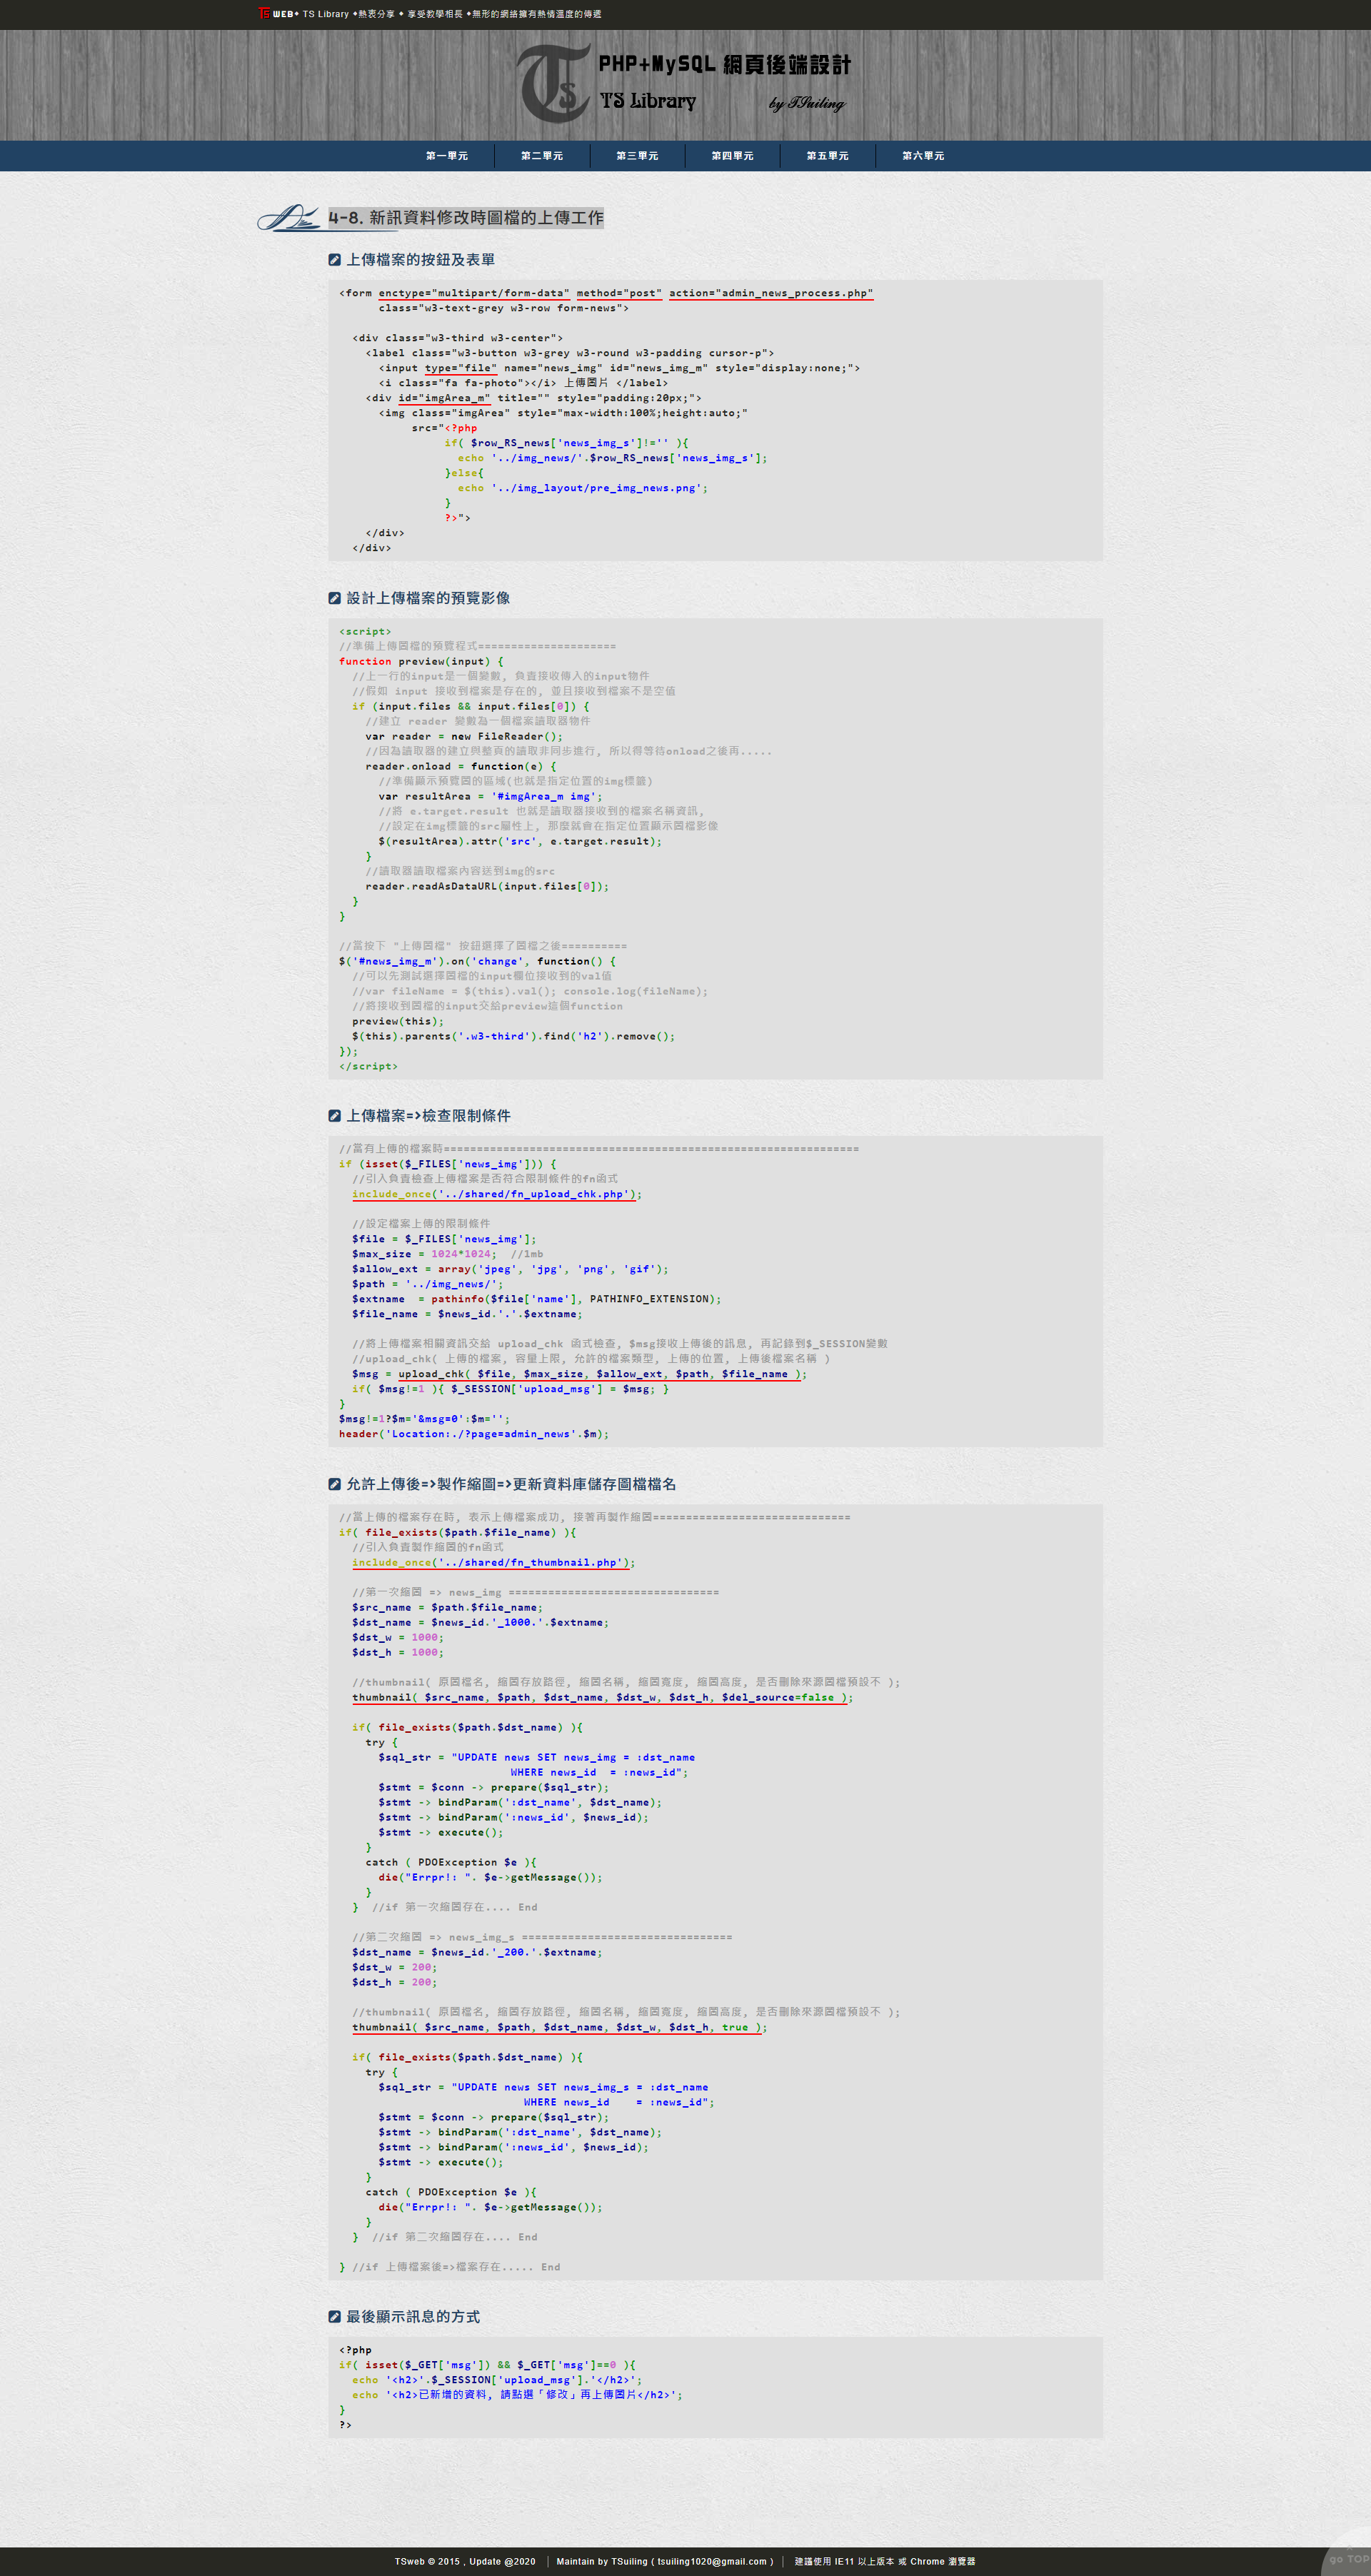 TS WEB✦ TS Library ✦熱衷分享 ✦ 享受教學相長 ✦無形的網絡擁有熱情溫度的傳遞
Ts PHP+MySQL 網頁後端設計
TS Library by TSuiling
第一單元 第二單元 第三單元 第四單元 第五單元 第六單元
4-8. 新訊資料修改時圖檔的上傳工作
上傳檔案的按鈕及表單
<form enctype="multipart/form-data" method="post" action="admin_news_process.php"
      class="w3-text-grey w3-row form-news">
  <div class="w3-third w3-center">
    <label class="w3-button w3-grey w3-round w3-padding cursor-p">
      <input type="file" name="news_img" id="news_img_m" style="display:none;">
      <i class="fa fa-photo"></i> 上傳圖片 </label>
    <div id="imgArea_m" title="" style="padding:20px;">
      <img class="imgArea" style="max-width:100%;height:auto;"
           src="<?php
                if( $row_RS_news['news_img_s']!='' ){
                  echo '../img_news/'.$row_RS_news['news_img_s'];
                }else{
                  echo '../img_layout/pre_img_news.png';
                }
                ?>">
    </div>
  </div>
設計上傳檔案的預覽影像
<script>
//準備上傳圖檔的預覽程式=====================
function preview(input) {
  //上一行的input是一個變數, 負責接收傳入的input物件
  //假如 input 接收到檔案是存在的, 並且接收到檔案不是空值
  if (input.files && input.files[0]) {
    //建立 reader 變數為一個檔案讀取器物件
    var reader = new FileReader();
    //因為讀取器的建立與整頁的讀取非同步進行, 所以得等待onload之後再.....
    reader.onload = function(e) {
      //準備顯示預覽圖的區域(也就是指定位置的img標籤)
      var resultArea = '#imgArea_m img';
      //將 e.target.result 也就是讀取器接收到的檔案名稱資訊,
      //設定在img標籤的src屬性上, 那麼就會在指定位置顯示圖檔影像
      $(resultArea).attr('src', e.target.result);
    }
    //讀取器讀取檔案內容送到img的src
    reader.readAsDataURL(input.files[0]);
  }
}
//當按下 "上傳圖檔" 按鈕選擇了圖檔之後==========
$('#news_img_m').on('change', function() {
  //可以先測試選擇圖檔的input欄位接收到的val值
  //var fileName = $(this).val(); console.log(fileName);
  //將接收到圖檔的input交給preview這個function
  preview(this);
  $(this).parents('.w3-third').find('h2').remove();
});
</script>
上傳檔案=>檢查限制條件
//當有上傳的檔案時===============================================================
if (isset($_FILES['news_img'])) {
  //引入負責檢查上傳檔案是否符合限制條件的fn函式
  include_once('../shared/fn_upload_chk.php');
  //設定檔案上傳的限制條件
  $file = $_FILES['news_img'];
  $max_size = 1024*1024;  //1mb
  $allow_ext = array('jpeg', 'jpg', 'png', 'gif');
  $path = '../img_news/';
  $extname  = pathinfo($file['name'], PATHINFO_EXTENSION);
  $file_name = $news_id.'.'.$extname;
  //將上傳檔案相關資訊交給 upload_chk 函式檢查, $msg接收上傳後的訊息, 再記錄到$_SESSION變數
  //upload_chk( 上傳的檔案, 容量上限, 允許的檔案類型, 上傳的位置, 上傳後檔案名稱 )
  $msg = upload_chk( $file, $max_size, $allow_ext, $path, $file_name );
  if( $msg!=1 ){ $_SESSION['upload_msg'] = $msg; }
}
$msg!=1?$m='&msg=0':$m='';
header('Location:./?page=admin_news'.$m);
允許上傳後=>製作縮圖=>更新資料庫儲存圖檔檔名
//當上傳的檔案存在時, 表示上傳檔案成功, 接著再製作縮圖==============================
if( file_exists($path.$file_name) ){
  //引入負責製作縮圖的fn函式
  include_once('../shared/fn_thumbnail.php');
  //第一次縮圖 => news_img ================================
  $src_name = $path.$file_name;
  $dst_name = $news_id.'_1000.'.$extname;
  $dst_w = 1000;
  $dst_h = 1000;
  //thumbnail( 原圖檔名, 縮圖存放路徑, 縮圖名稱, 縮圖寬度, 縮圖高度, 是否刪除來源圖檔預設不 );
  thumbnail( $src_name, $path, $dst_name, $dst_w, $dst_h, $del_source=false );
  if( file_exists($path.$dst_name) ){
    try {
      $sql_str = "UPDATE news SET news_img = :dst_name
                          WHERE news_id  = :news_id";
      $stmt = $conn -> prepare($sql_str);
      $stmt -> bindParam(':dst_name', $dst_name);
      $stmt -> bindParam(':news_id', $news_id);
      $stmt -> execute();
    }
    catch ( PDOException $e ){
      die("Errpr!: ". $e->getMessage());
    }
  }  //if 第一次縮圖存在.... End
  //第二次縮圖 => news_img_s ================================
  $dst_name = $news_id.'_200.'.$extname;
  $dst_w = 200;
  $dst_h = 200;
  //thumbnail( 原圖檔名, 縮圖存放路徑, 縮圖名稱, 縮圖寬度, 縮圖高度, 是否刪除來源圖檔預設不 );
  thumbnail( $src_name, $path, $dst_name, $dst_w, $dst_h, true );
  if( file_exists($path.$dst_name) ){
    try {
      $sql_str = "UPDATE news SET news_img_s = :dst_name
                            WHERE news_id    = :news_id";
      $stmt = $conn -> prepare($sql_str);
      $stmt -> bindParam(':dst_name', $dst_name);
      $stmt -> bindParam(':news_id', $news_id);
      $stmt -> execute();
    }
    catch ( PDOException $e ){
      die("Errpr!: ". $e->getMessage());
    }
  }  //if 第二次縮圖存在.... End
} //if 上傳檔案後=>檔案存在..... End
最後顯示訊息的方式
<?php
if( isset($_GET['msg']) && $_GET['msg']==0 ){
  echo '<h2>'.$_SESSION['upload_msg'].'</h2>';
  echo '<h2>已新增的資料, 請點選「修改」再上傳圖片</h2>';
}
?>
go TOP
TSweb © 2015 , Update @2020 | Maintain by TSuiling ( tsuiling1020@gmail.com ) | 建議使用 IE11 以上版本 或 Chrome 瀏覽器